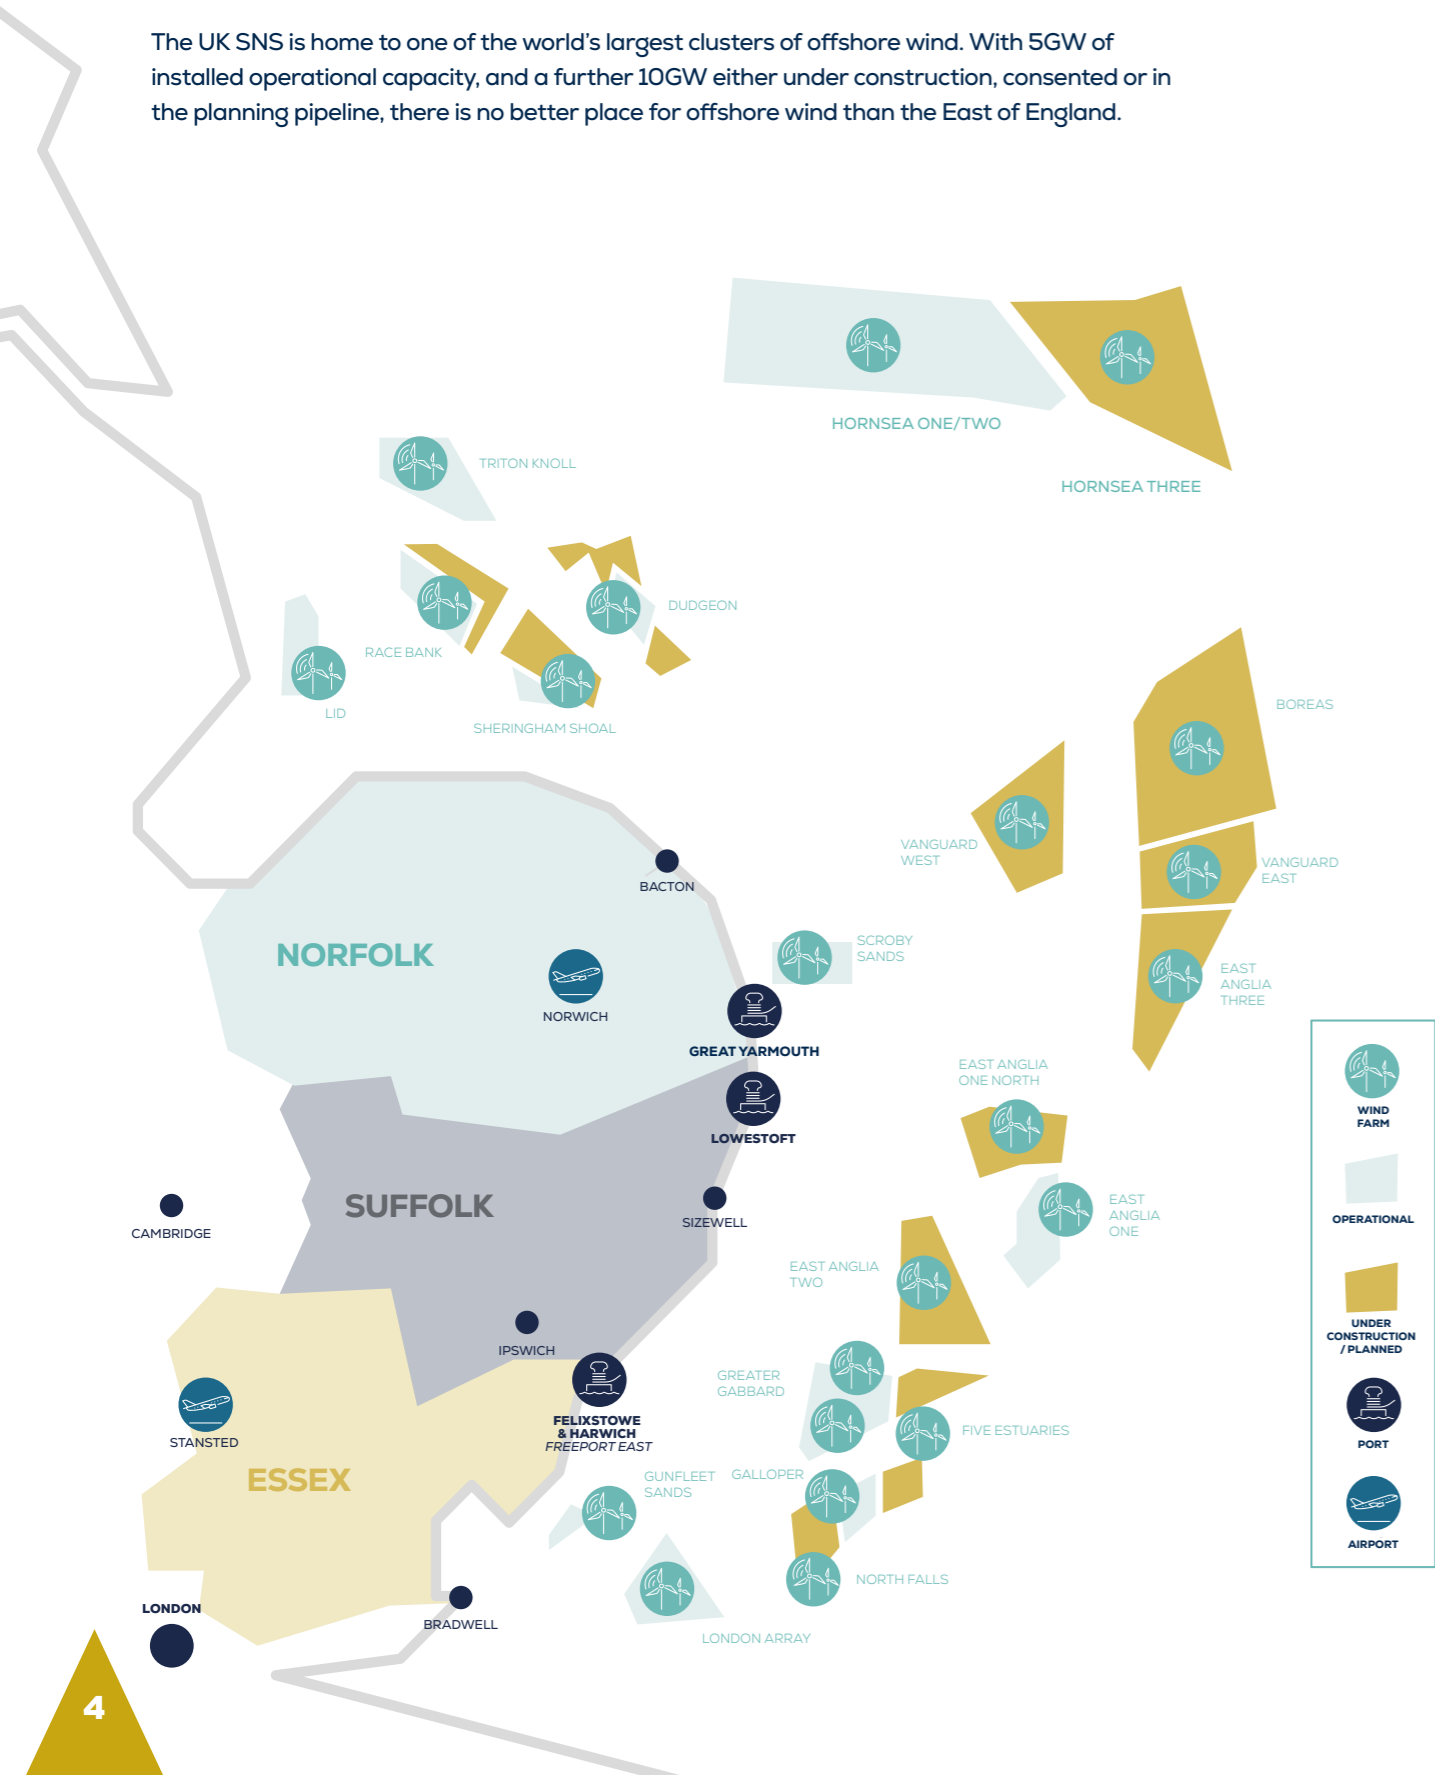 The UK SNS is home to one of the world's largest clusters of offshore wind. With 5GW of
installed operational capacity, and a further 10GW either under construction, consented or in
the planning pipeline, there is no better place for offshore wind than the East of England.
HORNSEA ONE/TWO
HORNSEA THREE
TRITON KNOLL
DUDGEON
RACE BANK
LID
SHERINGHAM SHOAL
BOREAS
VANGUARD
WEST
VANGUARD
EAST
BACTON
NORFOLK
SCROBY
SANDS
EAST
ANGLIA
THREE
NORWICH
GREAT YARMOUTH
EAST ANGLIA
ONE NORTH
LOWESTOFT
SUFFOLK
CAMBRIDGE
SIZEWELL
EAST
ANGLIA
ONE
EAST ANGLIA
TWO
IPSWICH
GREATER
GABBARD
FELIXSTOWE
& HARWICH
FREEPORT EAST
FIVE ESTUARIES
STANSTED
ESSEX
GUNFLEET
SANDS
GALLOPER
NORTH FALLS
LONDON
BRADWELL
LONDON ARRAY
WIND
FARM
OPERATIONAL
UNDER
CONSTRUCTION
/ PLANNED
PORT
AIRPORT
4